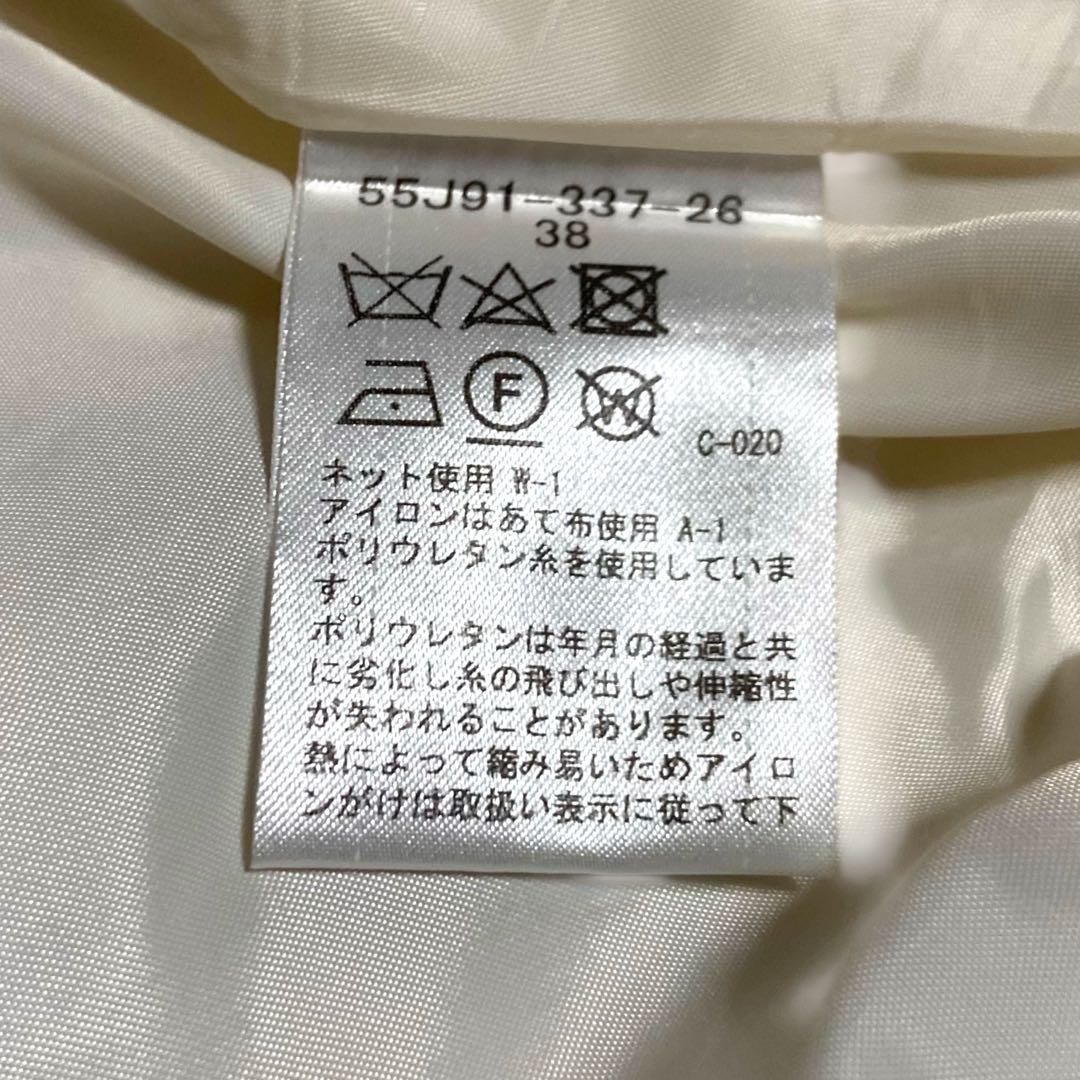 55J91-337-26
38
F
W
C-020
ネット使用 W-1
アイロンはあて布使用 A-1
ポリウレタン糸を使用していま
す。
ポリウレタンは年月の経過と共
に劣化し糸の飛び出しや伸縮性
が失われることがあります。
熱によって縮み易いためアイロ
ンがけは取扱い表示に従って下